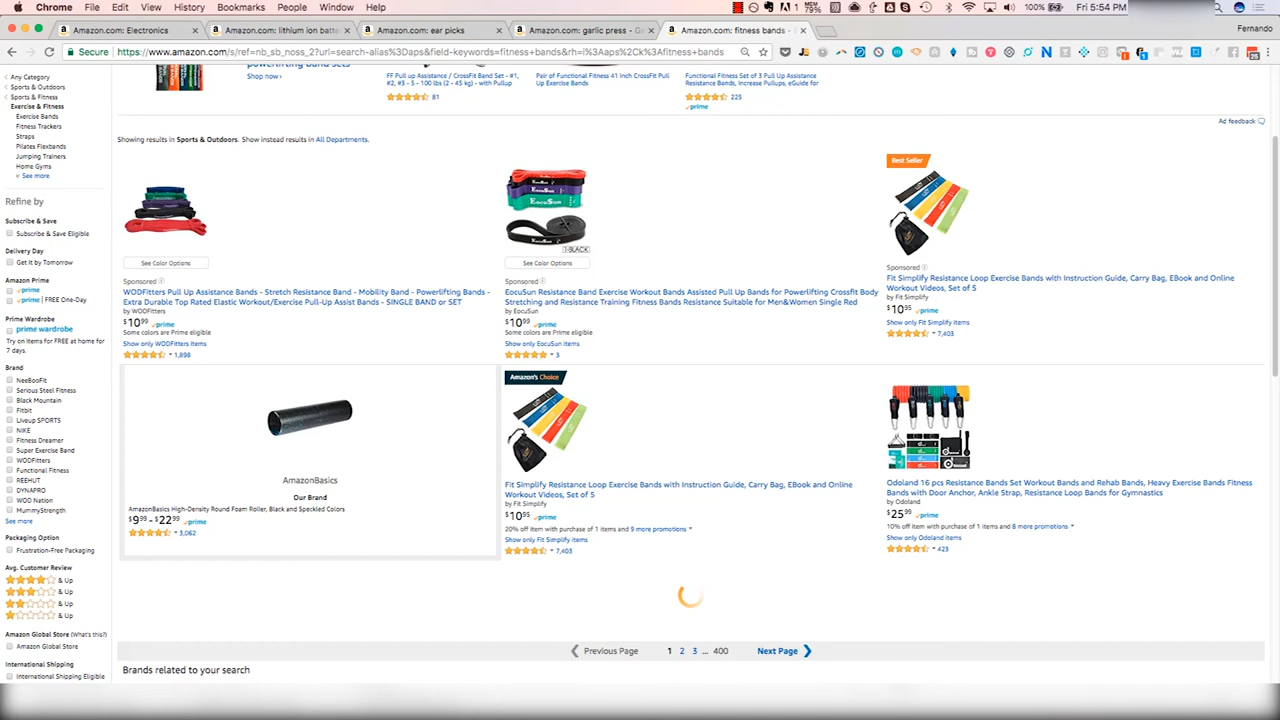 Chrome File Edit View History Bookmarks People Window Help
1 MEM 79% 100% Fri 5:54 PM
Amazon.com: Electronics × Amazon.com: lithium ion batt × Amazon.com: ear picks × Amazon.com: garlic press - Ga × Amazon.com: fitness bands - S × Fernando
Secure https://www.amazon.com/s/ref=nb_sb_noss_2?url=search-alias%3Daps&field-keywords=fitness+bands&rh=i%3Aaps%2Ck%3Afitness+bands
Any Category
Sports & Outdoors
Sports & Fitness
Exercise & Fitness
Exercise Bands
Fitness Trackers
Straps
Pilates Flexbands
Jumping Trainers
Home Gyms
See more
Refine by
Subscribe & Save
Subscribe & Save Eligible
Delivery Day
Get It by Tomorrow
Amazon Prime
prime
prime | FREE One-Day
Prime Wardrobe
prime wardrobe
Try on items for FREE at home for
7 days.
Brand
NeeBooFit
Serious Steel Fitness
Black Mountain
Fitbit
Liveup SPORTS
NIKE
Fitness Dreamer
Super Exercise Band
WODFitters
Functional Fitness
REEHUT
DYNAPRO
WOD Nation
MummyStrength
See more
Packaging Option
Frustration-Free Packaging
Avg. Customer Review
& Up
& Up
& Up
& Up
Amazon Global Store (What's this?)
Amazon Global Store
International Shipping
International Shipping Eligible
powerlifting band sets
Shop now ›
FF Pull up Assistance / CrossFit Band Set - #1,
#2, #3 - 5 - 100 lbs (2 - 45 kg) - with Pullup
81
Pair of Functional Fitness 41 inch CrossFit Pull
Up Exercise Bands
Functional Fitness Set of 3 Pull Up Assistance
Resistance Bands, Increase Pullups, eGuide for
225
prime
Ad feedback
Showing results in Sports & Outdoors. Show instead results in All Departments.
See Color Options
Sponsored
WODFitters Pull Up Assistance Bands - Stretch Resistance Band - Mobility Band - Powerlifting Bands -
Extra Durable Top Rated Elastic Workout/Exercise Pull-Up Assist Bands - SINGLE BAND or SET
by WODFitters
$10.99 prime
Some colors are Prime eligible
Show only WODFitters items
1,898
EocuSun
1-BLACK
See Color Options
Sponsored
EocuSun Resistance Band Exercise Workout Bands Assisted Pull Up Bands for Powerlifting Crossfit Body
Stretching and Resistance Training Fitness Bands Resistance Suitable for Men&Women Single Red
by EocuSun
$10.99 prime
Some colors are Prime eligible
Show only EocuSun items
3
Best Seller
Sponsored
Fit Simplify Resistance Loop Exercise Bands with Instruction Guide, Carry Bag, EBook and Online
Workout Videos, Set of 5
by Fit Simplify
$10.95 prime
Show only Fit Simplify items
7,403
AmazonBasics
Our Brand
AmazonBasics High-Density Round Foam Roller, Black and Speckled Colors
$9.99 - $22.99 prime
3,062
Amazon's Choice
Fit Simplify Resistance Loop Exercise Bands with Instruction Guide, Carry Bag, EBook and Online
Workout Videos, Set of 5
by Fit Simplify
$10.95 prime
20% off item with purchase of 1 items and 9 more promotions
Show only Fit Simplify items
7,403
Odoland 16 pcs Resistance Bands Set Workout Bands and Rehab Bands, Heavy Exercise Bands Fitness
Bands with Door Anchor, Ankle Strap, Resistance Loop Bands for Gymnastics
by Odoland
$25.99 prime
10% off item with purchase of 1 items and 8 more promotions
Show only Odoland items
423
Previous Page 1 2 3 ... 400 Next Page
Brands related to your search